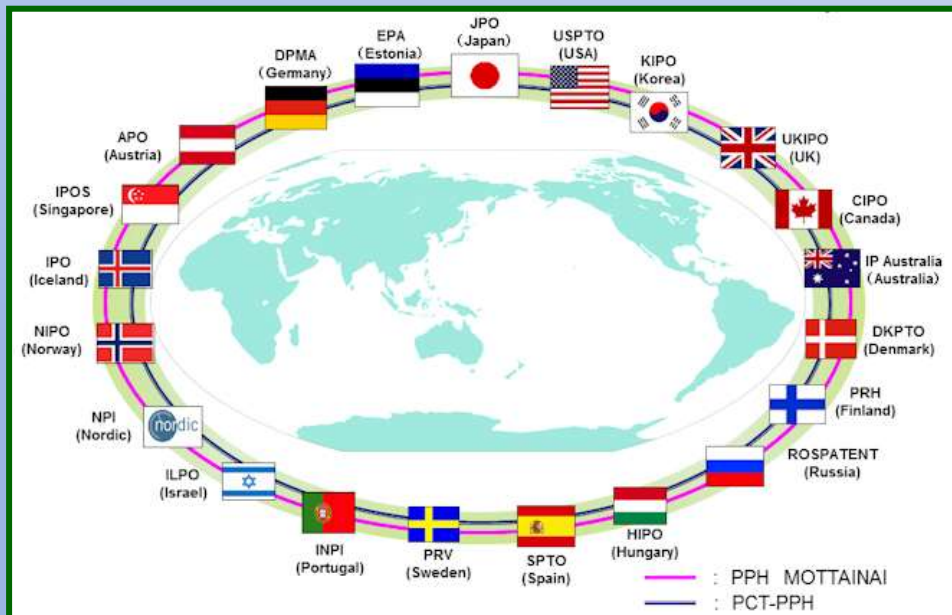 JPO
(Japan)
USPTO
(USA)
KIPO
(Korea)
UKIPO
(UK)
CIPO
(Canada)
IP Australia
(Australia)
DKPTO
(Denmark)
PRH
(Finland)
ROSPATENT
(Russia)
HIPO
(Hungary)
SPTO
(Spain)
PRV
(Sweden)
INPI
(Portugal)
ILPO
(Israel)
NPI
(Nordic)
nordic
NIPO
(Norway)
IPO
(Iceland)
IPOS
(Singapore)
APO
(Austria)
DPMA
(Germany)
EPA
(Estonia)
: PPH MOTTAINAI
: PCT-PPH